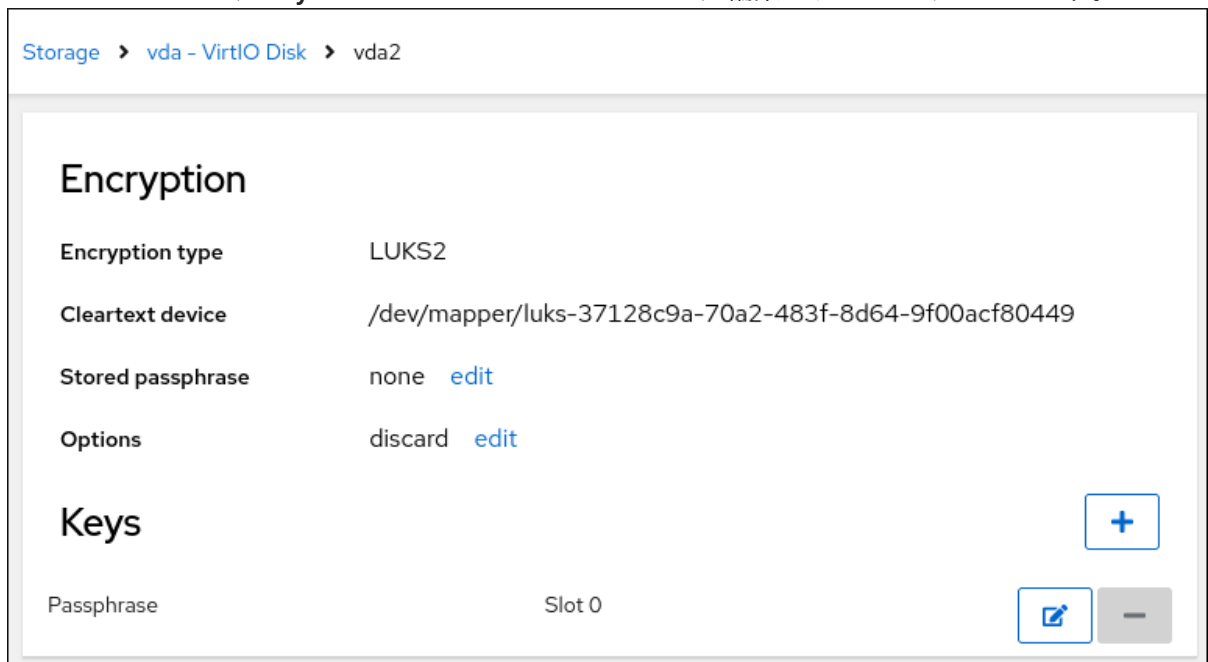 Storage > vda - VirtIO Disk > vda2
Encryption
Encryption type LUKS2
Cleartext device /dev/mapper/luks-37128c9a-70a2-483f-8d64-9f00acf80449
Stored passphrase none edit
Options discard edit
Keys
Passphrase Slot 0